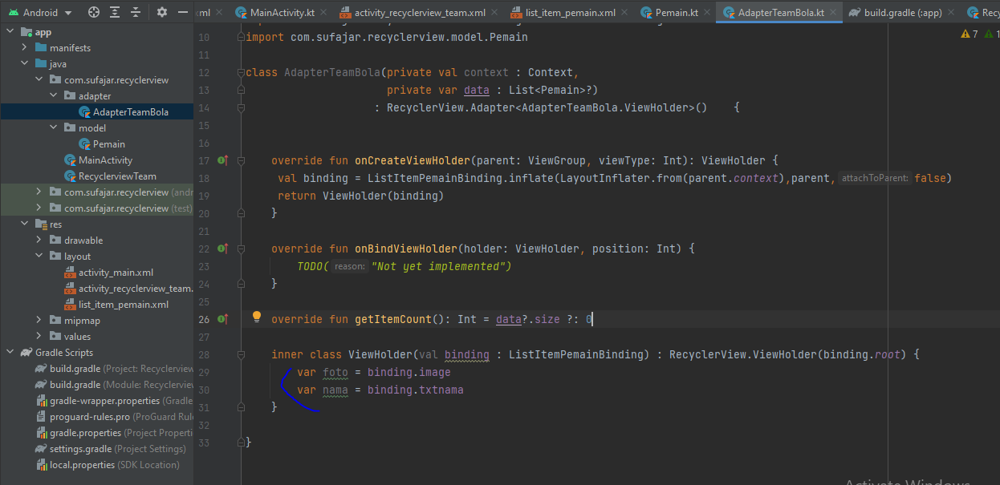 Android
ml
MainActivity.kt
activity_recyclerview_team.xml
list_item_pemain.xml
Pemain.kt
AdapterTeamBola.kt
build.gradle (:app)
Recy
app
manifests
java
com.sufajar.recyclerview
adapter
AdapterTeamBola
model
Pemain
MainActivity
RecyclerviewTeam
com.sufajar.recyclerview (andr
com.sufajar.recyclerview (test)
res
drawable
layout
activity_main.xml
activity_recyclerview_team.
list_item_pemain.xml
mipmap
values
Gradle Scripts
build.gradle (Project: Recyclerview
build.gradle (Module: Recyclerview
gradle-wrapper.properties (Gradle
proguard-rules.pro (ProGuard Rul
gradle.properties (Project Properti
settings.gradle (Project Settings)
local.properties (SDK Location)
7 1
10 import com.sufajar.recyclerview.model.Pemain
11
12 class AdapterTeamBola(private val context : Context,
13 private var data : List<Pemain>?)
14 : RecyclerView.Adapter<AdapterTeamBola.ViewHolder>() {
15
16
17 override fun onCreateViewHolder(parent: ViewGroup, viewType: Int): ViewHolder {
18 val binding = ListItemPemainBinding.inflate(LayoutInflater.from(parent.context),parent, attachToParent: false)
19 return ViewHolder(binding)
20 }
21
22 override fun onBindViewHolder(holder: ViewHolder, position: Int) {
23 TODO( reason: "Not yet implemented")
24 }
25
26 override fun getItemCount(): Int = data?.size ?: 0
27
28 inner class ViewHolder(val binding : ListItemPemainBinding) : RecyclerView.ViewHolder(binding.root) {
29 var foto = binding.image
30 var nama = binding.txtnama
31 }
32
33 }
Activate Windows